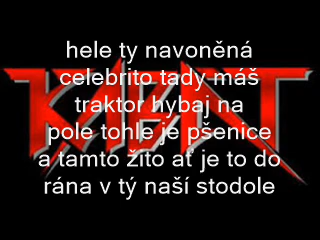 hele ty navoněná
celebrito tady máš
traktor hybaj na
pole tohle je pšenice
a tamto žito ať je to do
rána v tý naší stodole
KABÁT